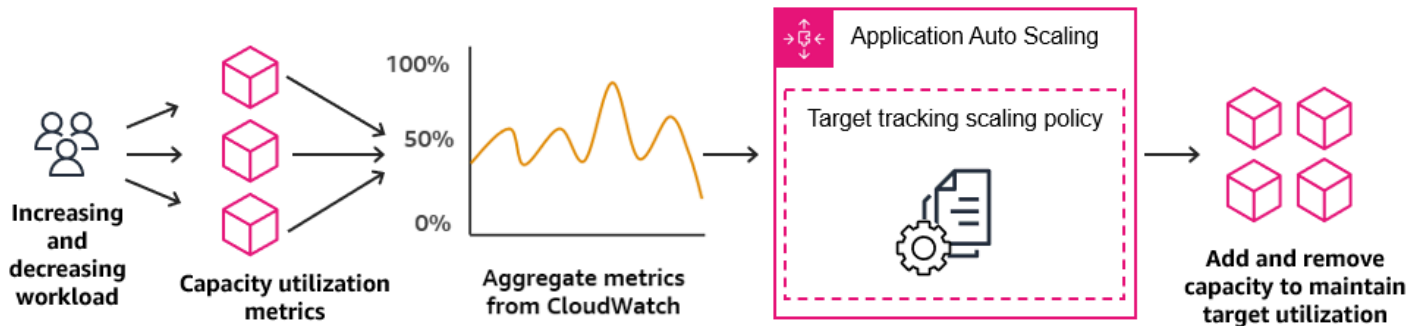 Increasing
and
decreasing
workload
Capacity utilization
metrics
100%
50%
0%
Aggregate metrics
from CloudWatch
Application Auto Scaling
Target tracking scaling policy
Add and remove
capacity to maintain
target utilization